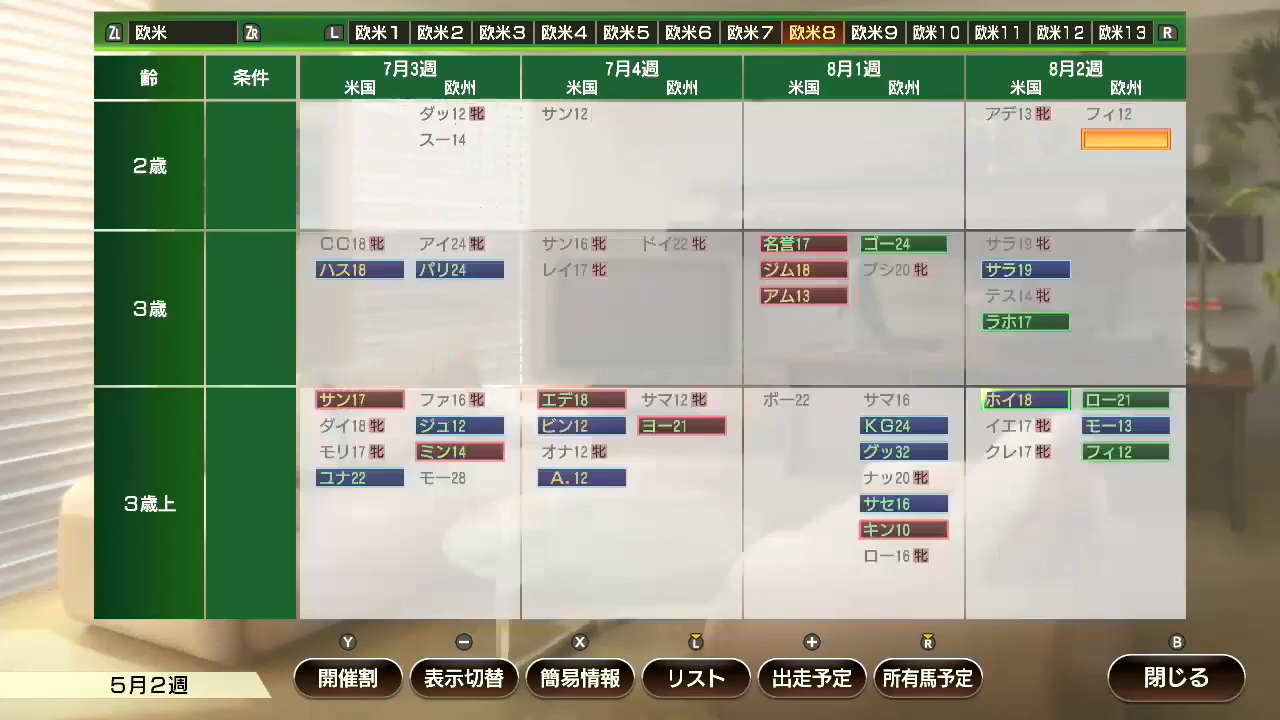 ZL 欧米 ZR L 欧米1 欧米2 欧米3 欧米4 欧米5 欧米6 欧米7 欧米8 欧米9 欧米10 欧米11 欧米12 欧米13 R
齢 条件 7月3週 7月4週 8月1週 8月2週
米国 欧州 米国 欧州 米国 欧州 米国 欧州
2歳
ダッ12 牝 サン12 アデ13 牝 フィ12
スー14
3歳
CC18 牝 アイ24 牝 サン16 牝 ドイ22 牝 名誉17 ゴー24 サラ19 牝
ハス18 パリ24 レイ17 牝 ジム18 プシ20 牝 サラ19
アム13 テス14 牝
ラホ17
3歳上
サン17 ファ16 牝 エデ18 サマ12 牝 ボー22 サマ16 ホイ18 ロー21
ダイ18 牝 ジュ12 ビン12 ヨー21 KG24 イエ17 牝 モー13
モリ17 牝 ミン14 オナ12 牝 グッ32 クレ17 牝 フィ12
ユナ22 モー28 A.12 ナッ20 牝
サセ16
キン10
ロー16 牝
Y － X L ＋ R B
5月2週 開催割 表示切替 簡易情報 リスト 出走予定 所有馬予定 閉じる